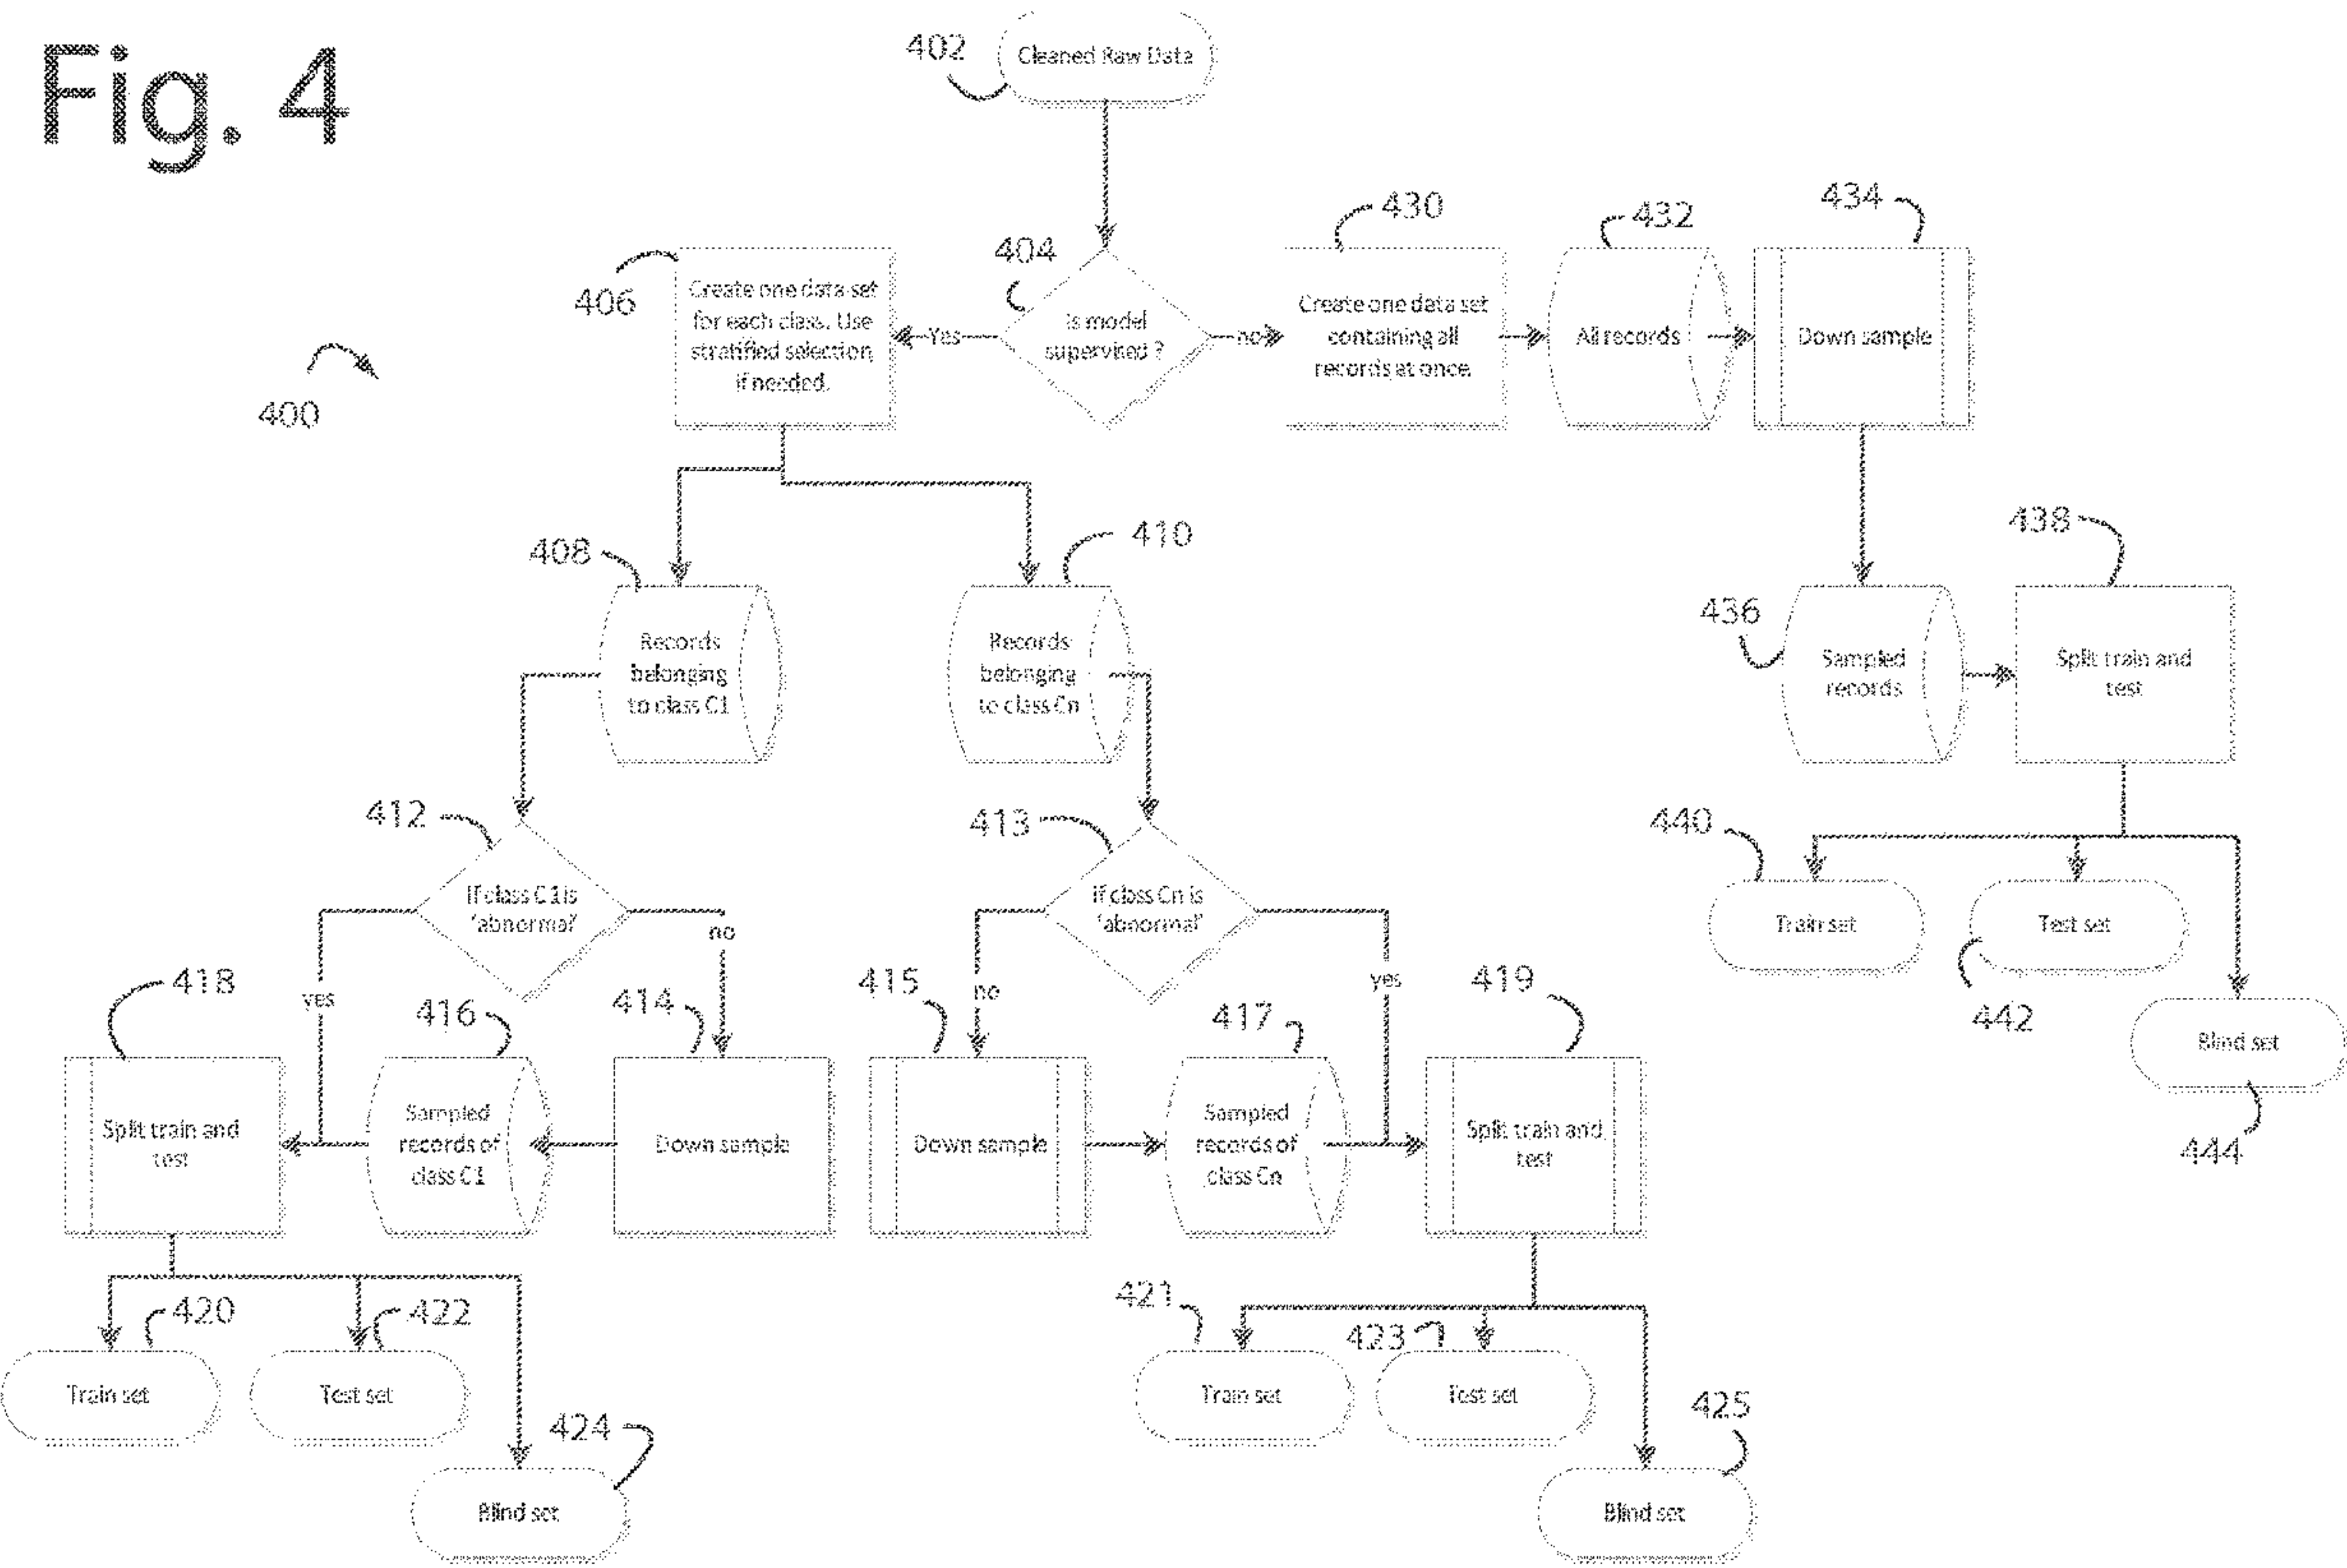 Fig. 4
402
Cleaned Raw Data
434
430
432
404
406
Create one data set
for each class. Use
stratified selection
if needed.
Yes
Is model
supervised ?
no
Create one data set
containing all
records at once
All records
Down sample
400
408
410
438
436
Records
belonging
to class C1
Records
belonging
to class Cn
Sampled
records
Split train and
test
412
413
440
If class C1 is
'abnormal'
no
yes
if class Cn is
'abnormal'
no
yes
Train set
Test set
442
Blind set
444
418
416
414
415
417
419
Split train and
test
Sampled
records of
class C1
Down sample
Down sample
Sampled
records of
class Cn
Split train and
test
420
422
421
423
Train set
Test set
424
Blind set
Train set
Test set
425
Blind set